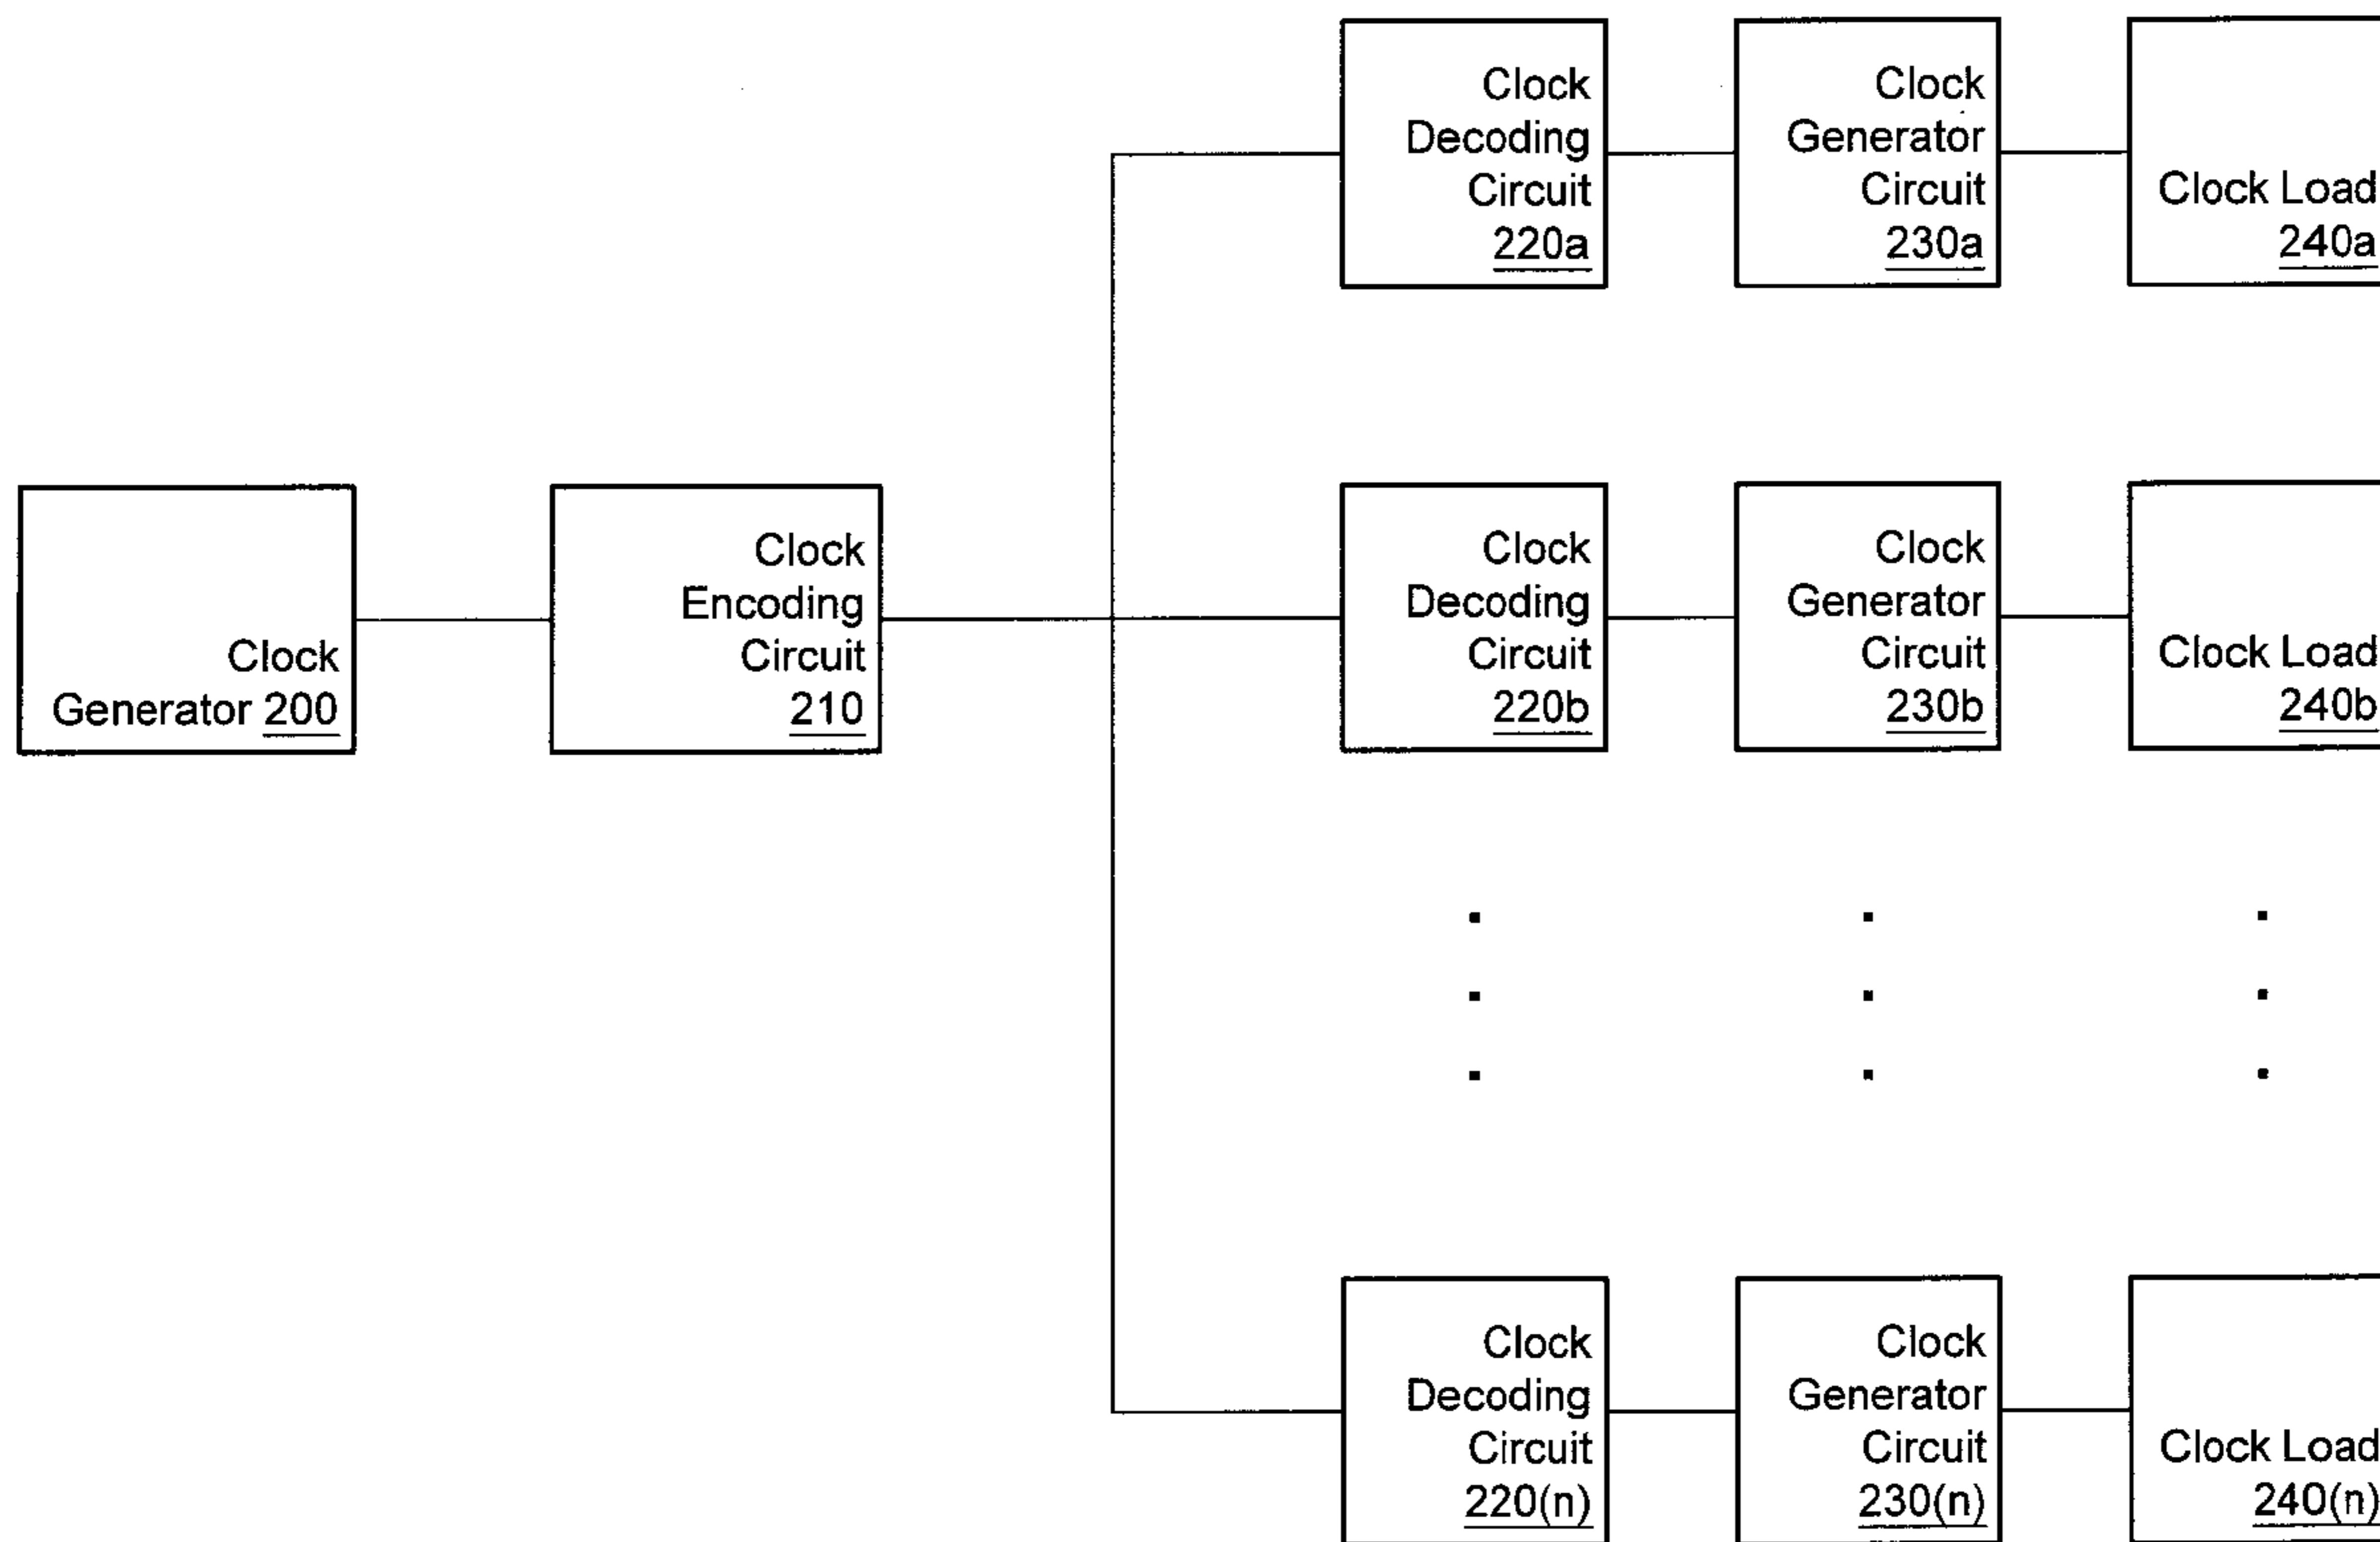 Clock
Decoding
Circuit
220a
Clock
Generator
Circuit
230a
Clock Load
240a
Clock
Generator 200
Clock
Encoding
Circuit
210
Clock
Decoding
Circuit
220b
Clock
Generator
Circuit
230b
Clock Load
240b
Clock
Decoding
Circuit
220(n)
Clock
Generator
Circuit
230(n)
Clock Load
240(n)